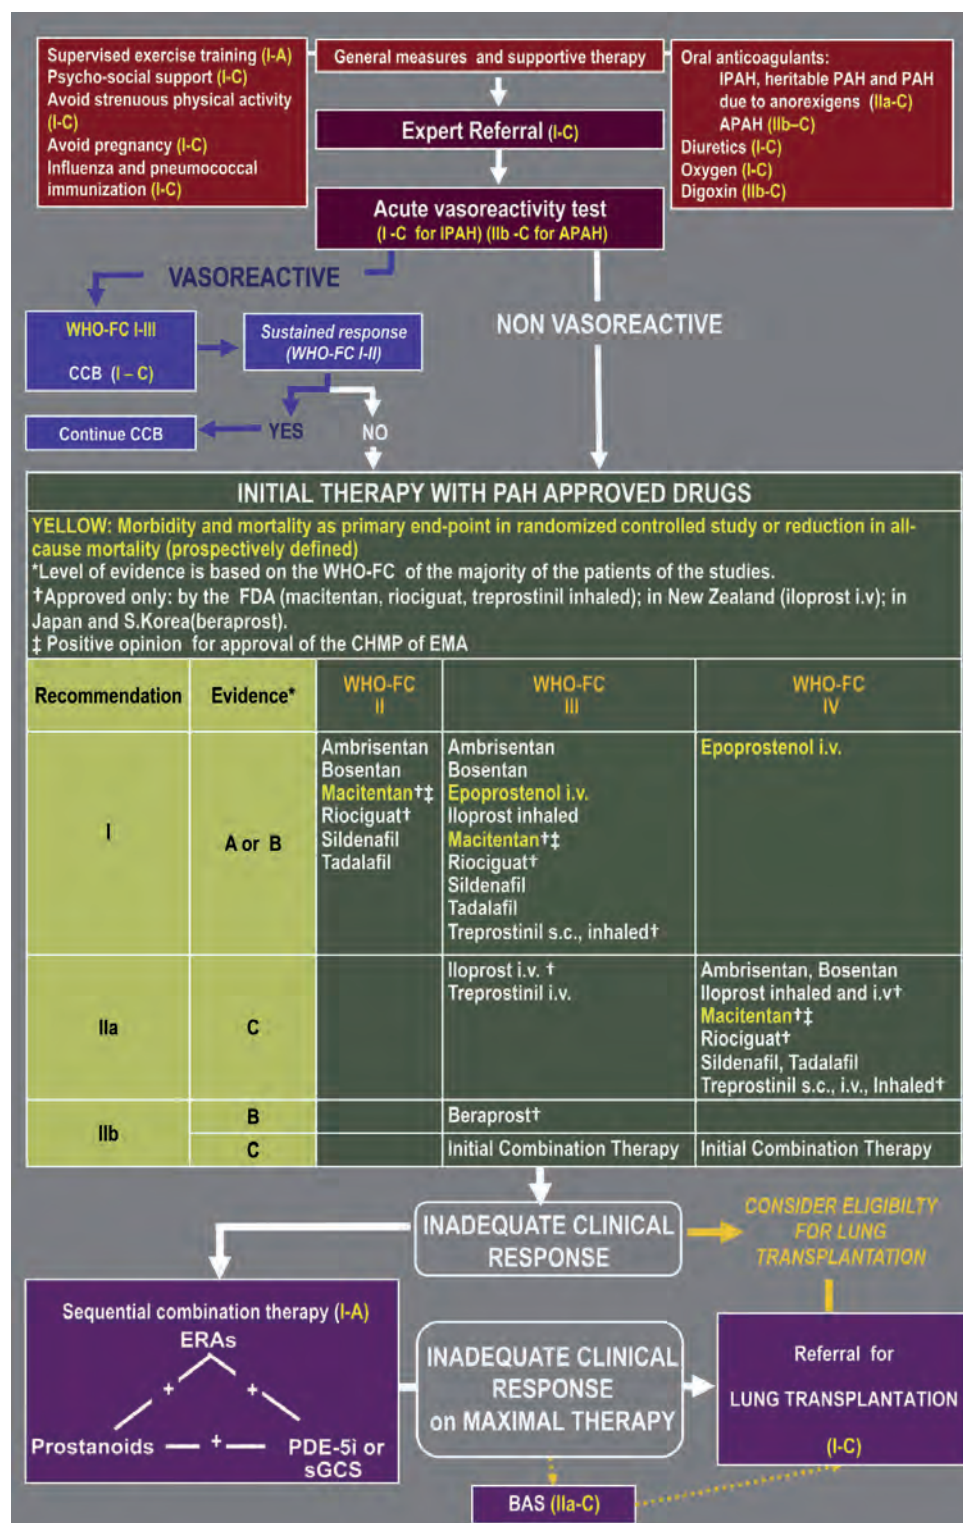 Supervised exercise training (I-A)
Psycho-social support (I-C)
Avoid strenuous physical activity
(I-C)
Avoid pregnancy (I-C)
Influenza and pneumococcal
immunization (I-C)
General measures and supportive therapy
Oral anticoagulants:
IPAH, heritable PAH and PAH
due to anorexigens (IIa-C)
APAH (IIb–C)
Diuretics (I-C)
Oxygen (I-C)
Digoxin (IIb-C)
Expert Referral (I-C)
Acute vasoreactivity test
(I -C for IPAH) (IIb -C for APAH)
VASOREACTIVE
NON VASOREACTIVE
WHO-FC I-III
CCB (I – C)
Sustained response
(WHO-FC I-II)
YES
NO
Continue CCB
INITIAL THERAPY WITH PAH APPROVED DRUGS
YELLOW: Morbidity and mortality as primary end-point in randomized controlled study or reduction in all-
cause mortality (prospectively defined)
*Level of evidence is based on the WHO-FC of the majority of the patients of the studies.
†Approved only: by the FDA (macitentan, riociguat, treprostinil inhaled); in New Zealand (iloprost i.v); in
Japan and S.Korea(beraprost).
‡ Positive opinion for approval of the CHMP of EMA
Recommendation
Evidence*
WHO-FC
II
WHO-FC
III
WHO-FC
IV
I
A or B
Ambrisentan
Bosentan
Macitentan†‡
Riociguat†
Sildenafil
Tadalafil
Ambrisentan
Bosentan
Epoprostenol i.v.
Iloprost inhaled
Macitentan†‡
Riociguat†
Sildenafil
Tadalafil
Treprostinil s.c., inhaled†
Epoprostenol i.v.
IIa
C
Iloprost i.v. †
Treprostinil i.v.
Ambrisentan, Bosentan
Iloprost inhaled and i.v†
Macitentan†‡
Riociguat†
Sildenafil, Tadalafil
Treprostinil s.c., i.v., Inhaled†
IIb
B
Beraprost†
C
Initial Combination Therapy
Initial Combination Therapy
INADEQUATE CLINICAL
RESPONSE
CONSIDER ELIGIBILTY
FOR LUNG
TRANSPLANTATION
Sequential combination therapy (I-A)
ERAs
+
+
Prostanoids
+
PDE-5i or
sGCS
INADEQUATE CLINICAL
RESPONSE
on MAXIMAL THERAPY
Referral for
LUNG TRANSPLANTATION
(I-C)
BAS (IIa-C)